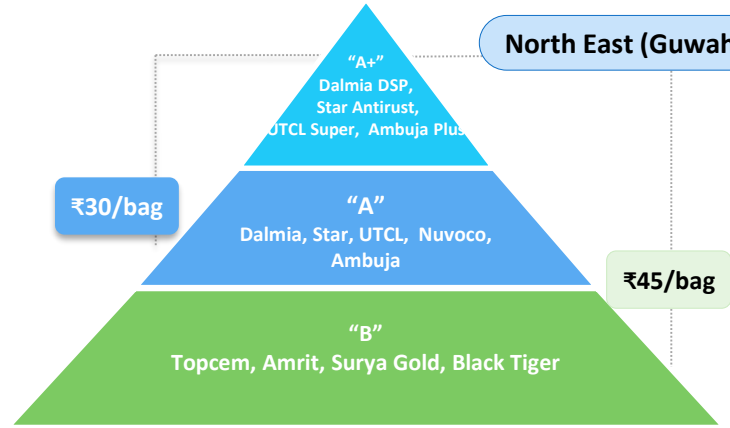 North East (Guwah
“A+”
Dalmia DSP,
Star Antirust,
UTCL Super, Ambuja Plus
₹30/bag
“A”
Dalmia, Star, UTCL, Nuvoco,
Ambuja
₹45/bag
“B”
Topcem, Amrit, Surya Gold, Black Tiger